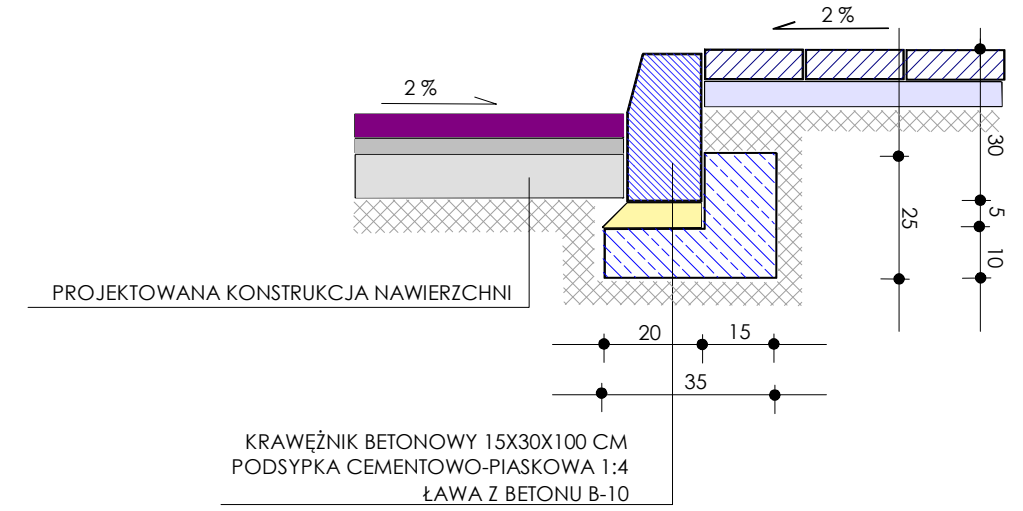 2 %
2 %
30
5
25
10
PROJEKTOWANA KONSTRUKCJA NAWIERZCHNI
20
15
35
KRAWĘŻNIK BETONOWY 15X30X100 CM
PODSYPKA CEMENTOWO-PIASKOWA 1:4
ŁAWA Z BETONU B-10